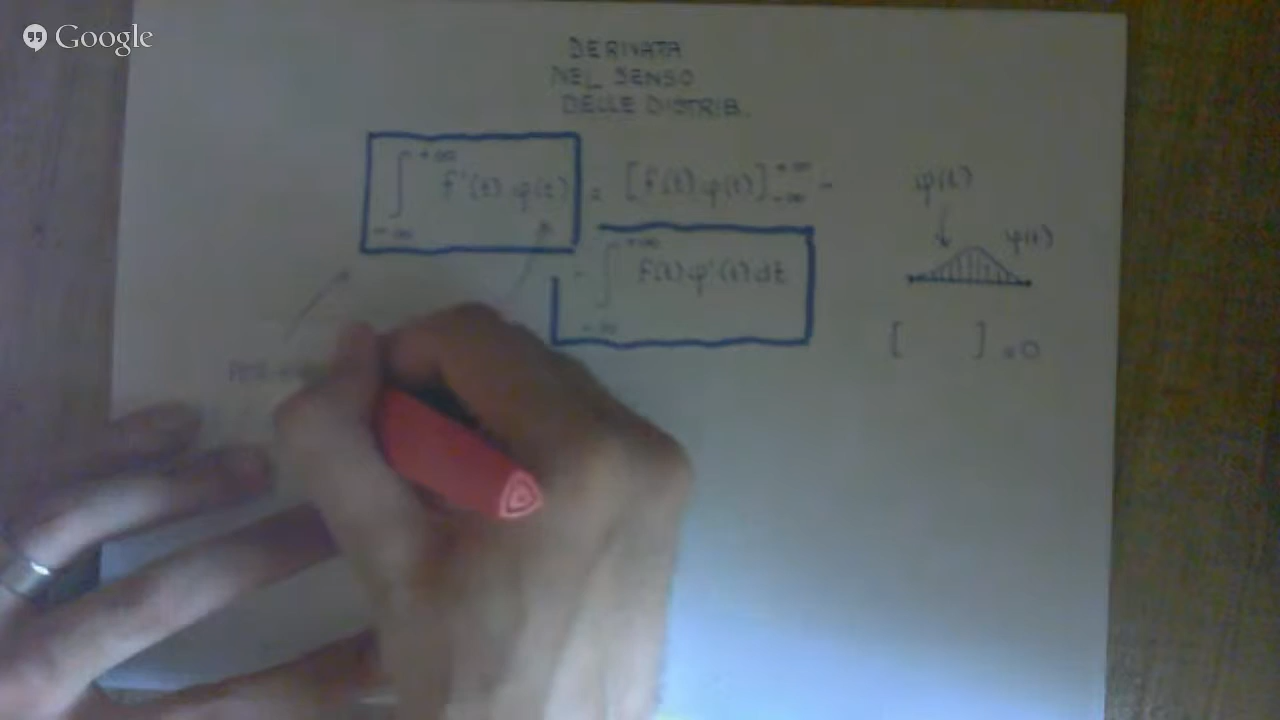 Google
DERIVATA
NEL SENSO
DELLE DISTRIB.
∫ +∞ -∞ f'(t) φ(t) = [f(t) φ(t)] +∞ -∞ -
- ∫ +∞ -∞ f(t) φ'(t) dt
φ(t)
φ(t)
[ ] = 0